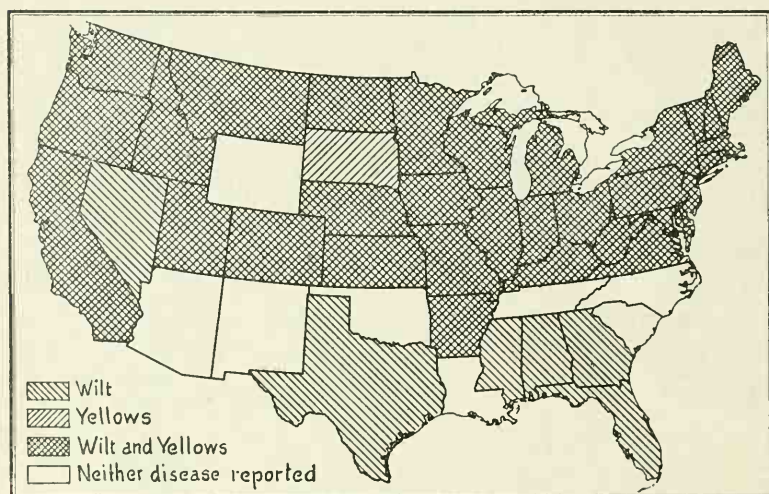 Wilt
Yellows
Wilt and Yellows
Neither disease reported